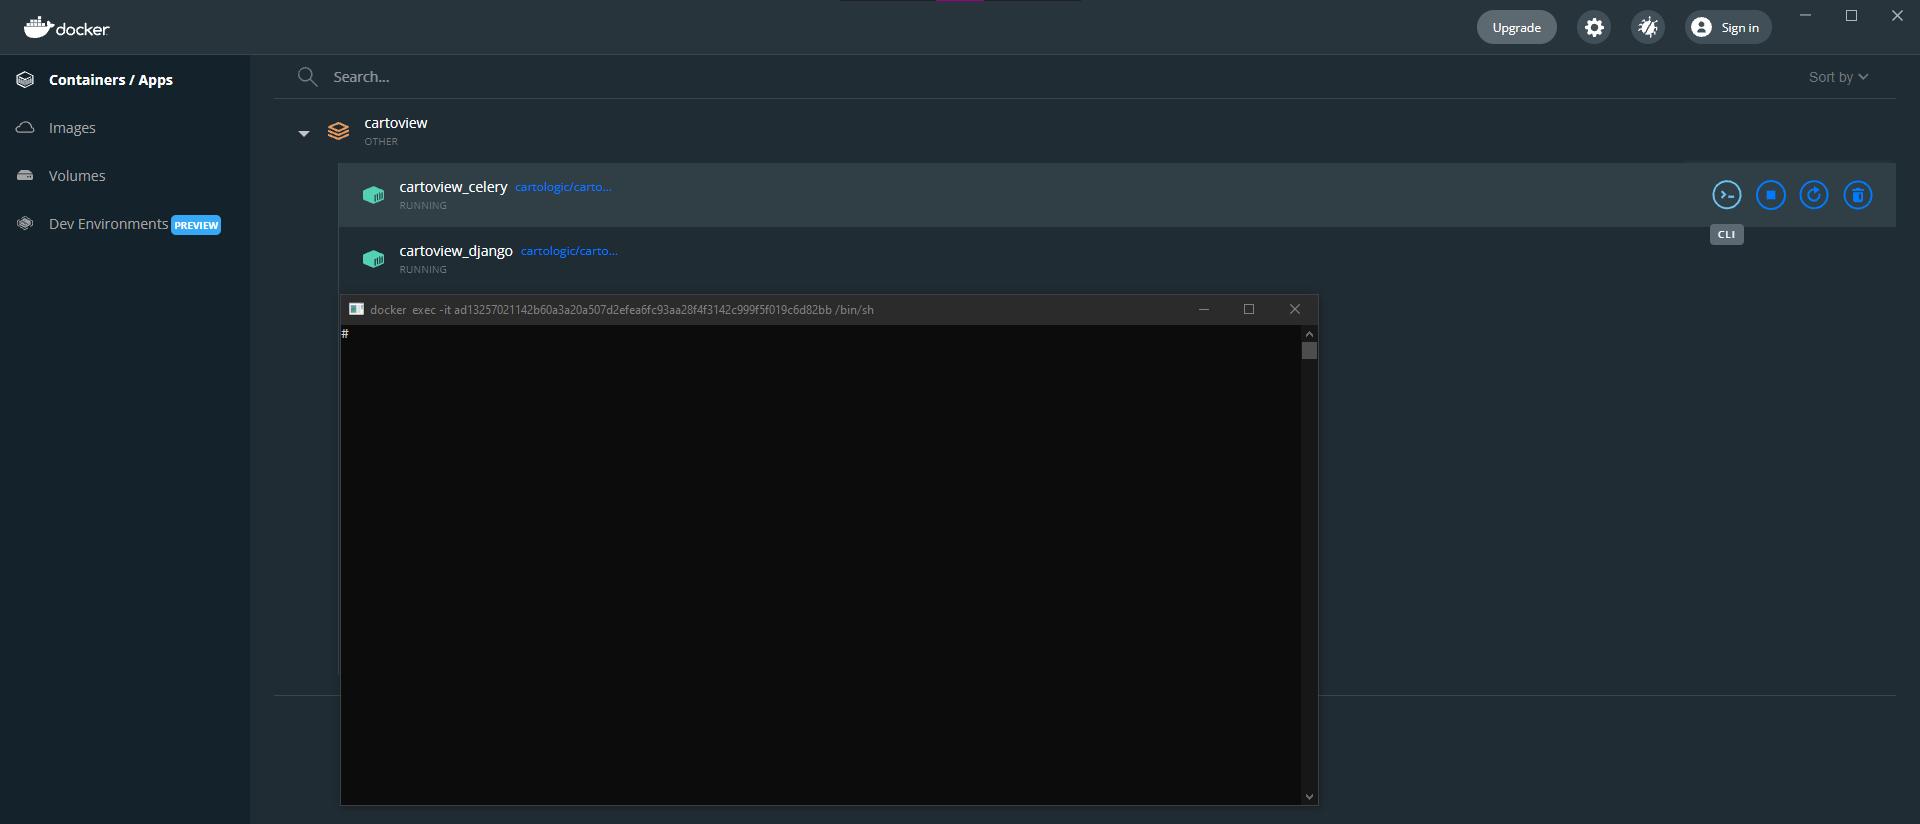 docker
Upgrade
Sign in
Containers / Apps
Images
Volumes
Dev Environments PREVIEW
Search...
Sort by
cartoview
OTHER
cartoview_celery cartologic/carto...
RUNNING
CLI
cartoview_django cartologic/carto...
RUNNING
docker exec -it ad13257021142b60a3a20a507d2efea6fc93aa28f4f3142c999f5f019c6d82bb /bin/sh
#